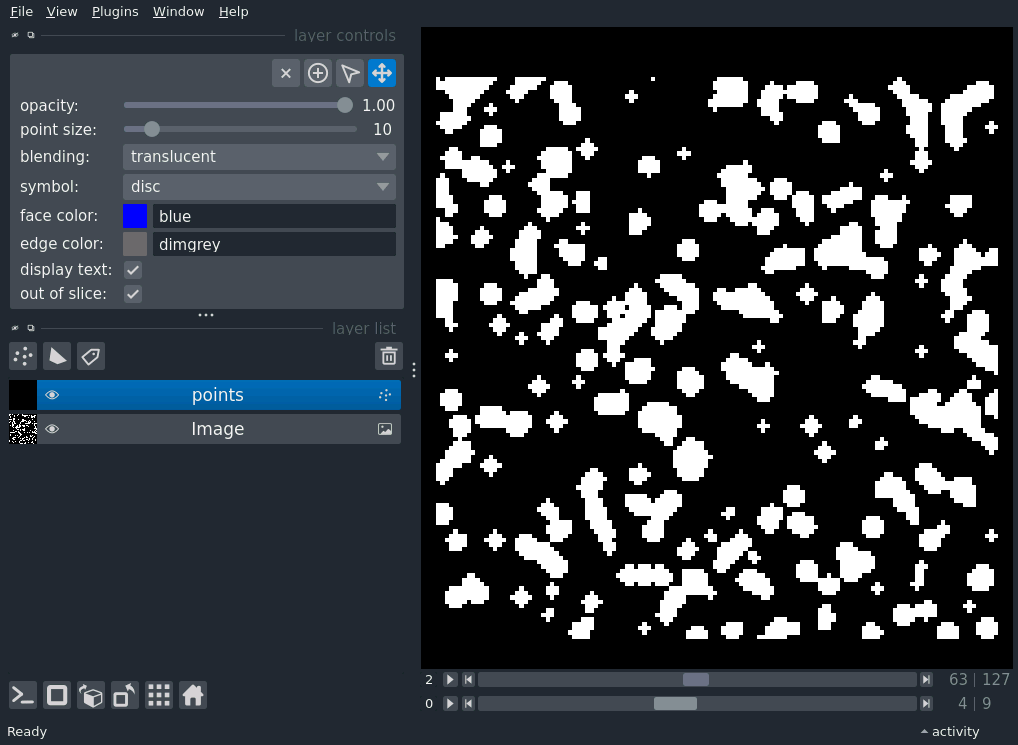 File View Plugins Window Help
layer controls
opacity: 1.00
point size: 10
blending: translucent
symbol: disc
face color: blue
edge color: dimgrey
display text:
out of slice:
layer list
points
Image
2 63 | 127
0 4 | 9
Ready activity